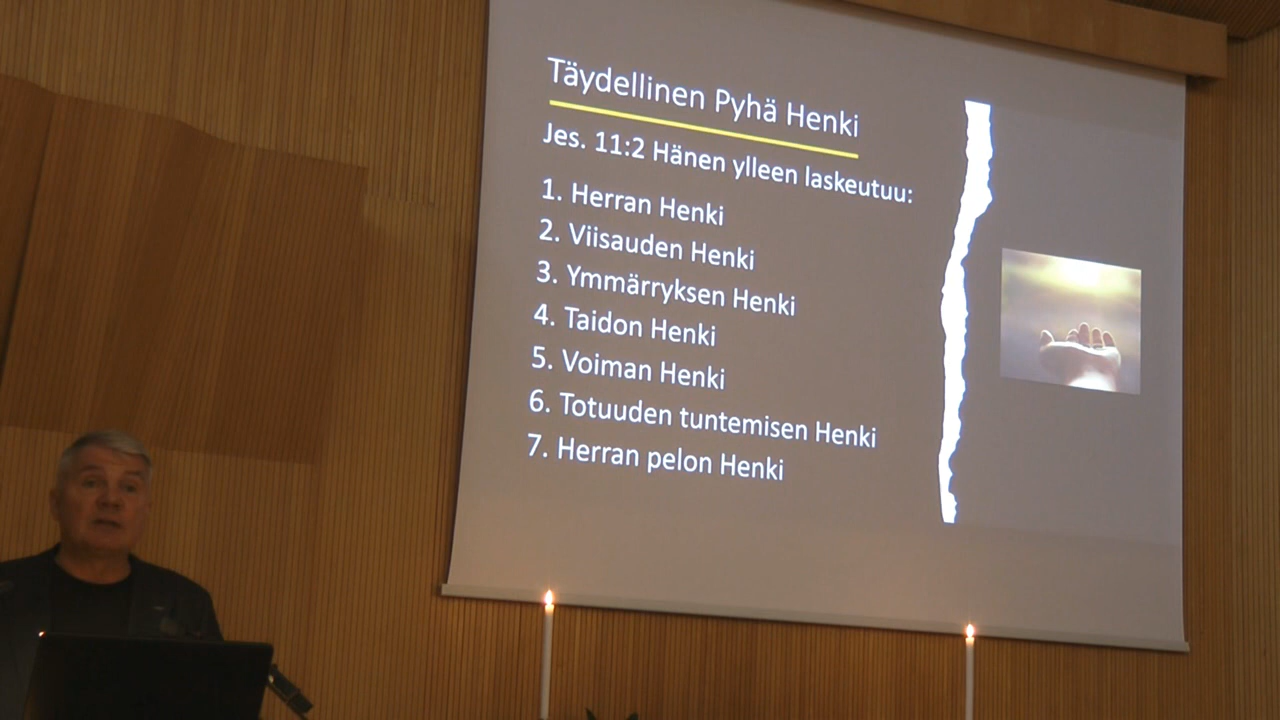 Täydellinen Pyhä Henki
Jes. 11:2 Hänen ylleen laskeutuu:
1. Herran Henki
2. Viisauden Henki
3. Ymmärryksen Henki
4. Taidon Henki
5. Voiman Henki
6. Totuuden tuntemisen Henki
7. Herran pelon Henki